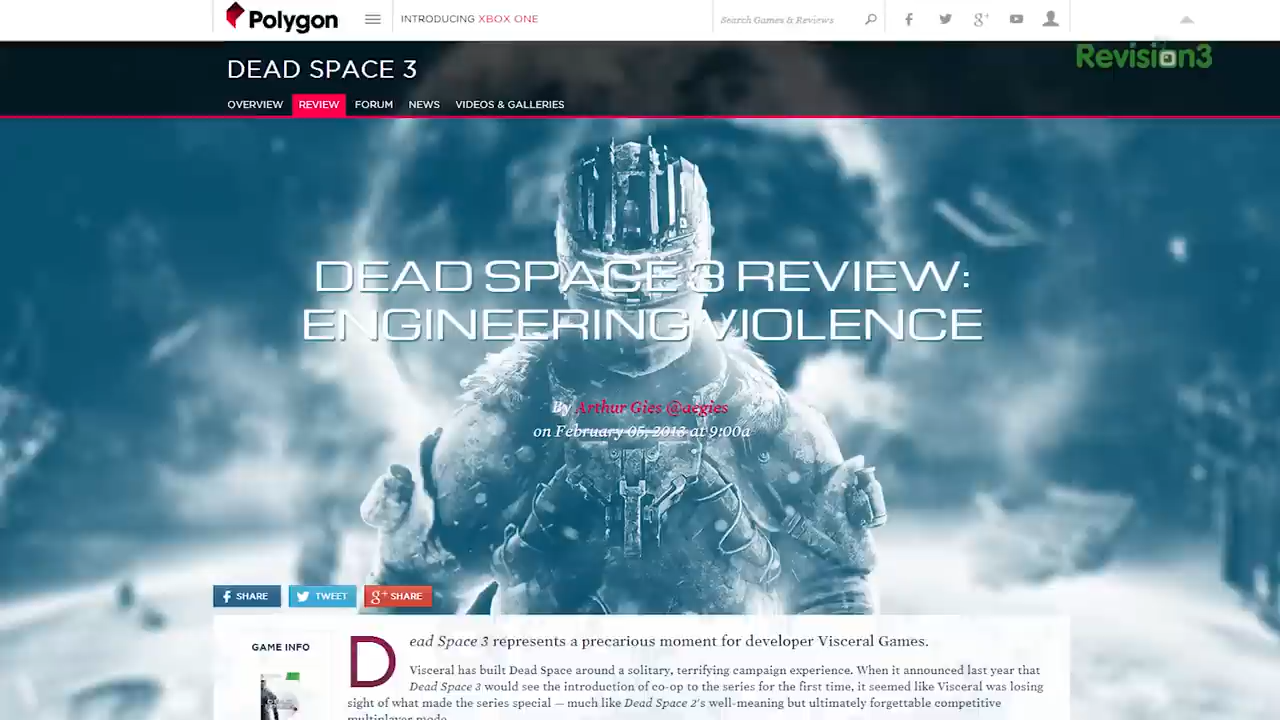 Polygon
INTRODUCING XBOX ONE
Search Games & Reviews
Revision3
DEAD SPACE 3
OVERVIEW REVIEW FORUM NEWS VIDEOS & GALLERIES
DEAD SPACE 3 REVIEW:
ENGINEERING VIOLENCE
By Arthur Gies @aegies
on February 05, 2013 at 9:00a
SHARE TWEET SHARE
GAME INFO
Dead Space 3 represents a precarious moment for developer Visceral Games.
Visceral has built Dead Space around a solitary, terrifying campaign experience. When it announced last year that
Dead Space 3 would see the introduction of co-op to the series for the first time, it seemed like Visceral was losing
sight of what made the series special — much like Dead Space 2's well-meaning but ultimately forgettable competitive
multiplayer mode.